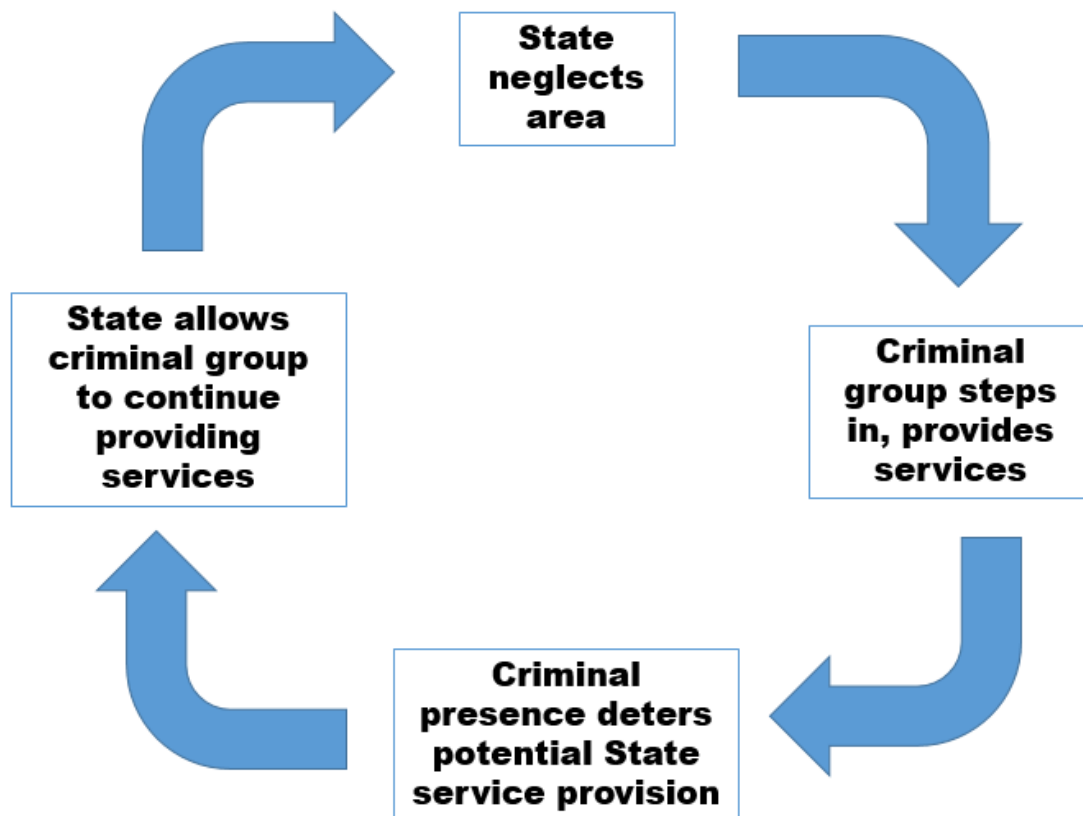 State
neglects
area
Criminal
group steps
in, provides
services
Criminal
presence deters
potential State
service provision
State allows
criminal group
to continue
providing
services